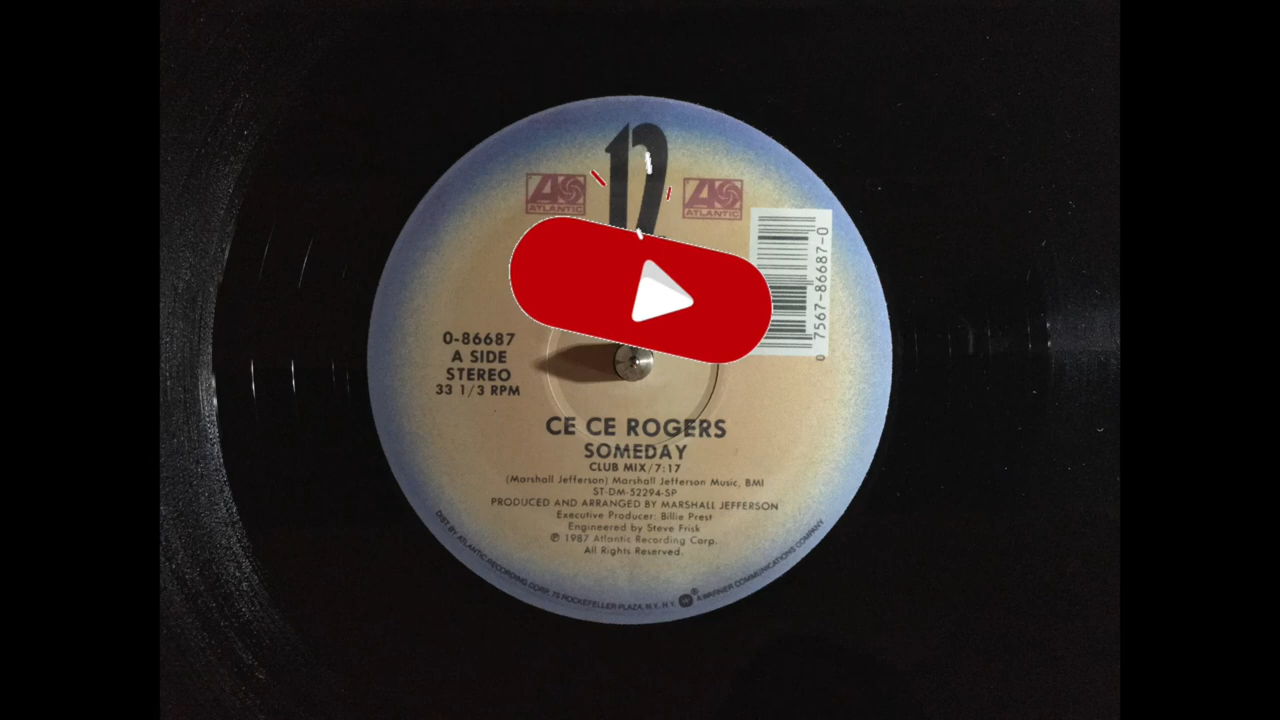 12
ATLANTIC
ATLANTIC
0 7567-86687-0
0-86687
A SIDE
STEREO
33 1/3 RPM
CE CE ROGERS
SOMEDAY
CLUB MIX/7:17
(Marshall Jefferson) Marshall Jefferson Music, BMI
ST-DM-52294-SP
PRODUCED AND ARRANGED BY MARSHALL JEFFERSON
Executive Producer: Billie Prest
Engineered by Steve Frisk
℗ 1987 Atlantic Recording Corp.
All Rights Reserved.
DIST. BY ATLANTIC RECORDING CORP., 75 ROCKEFELLER PLAZA, N.Y., N.Y. ® A WARNER COMMUNICATIONS COMPANY